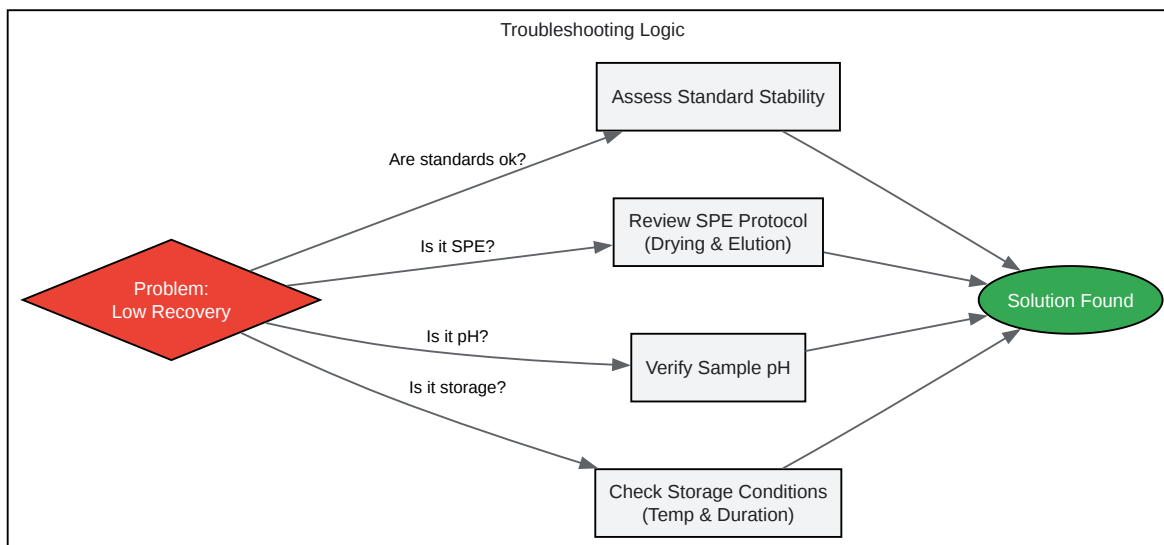 Troubleshooting Logic
Assess Standard Stability
Are standards ok?
Review SPE Protocol
(Drying & Elution)
Is it SPE?
Problem:
Low Recovery
Solution Found
Is it pH?
Verify Sample pH
Is it storage?
Check Storage Conditions
(Temp & Duration)